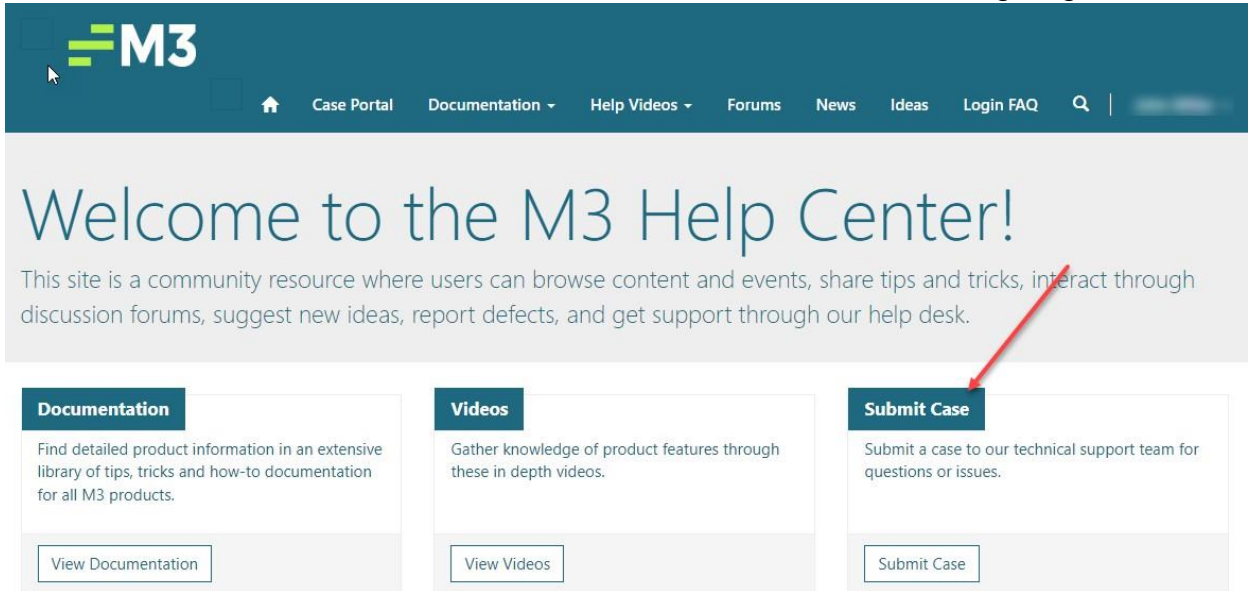 M3
Case Portal Documentation Help Videos Forums News Ideas Login FAQ
Welcome to the M3 Help Center!
This site is a community resource where users can browse content and events, share tips and tricks, interact through
discussion forums, suggest new ideas, report defects, and get support through our help desk.
Documentation
Find detailed product information in an extensive
library of tips, tricks and how-to documentation
for all M3 products.
View Documentation
Videos
Gather knowledge of product features through
these in depth videos.
View Videos
Submit Case
Submit a case to our technical support team for
questions or issues.
Submit Case